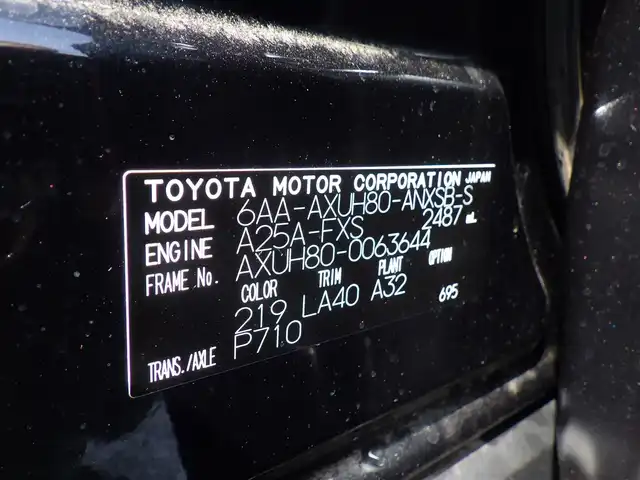 TOYOTA MOTOR CORPORATION JAPAN
MODEL 6AA-AXUH80-ANXSB-S
ENGINE A25A-FXS 2487 mL
FRAME No. AXUH80-0063644
COLOR TRIM PLANT OPTION
219 LA40 A32 695
TRANS./AXLE P710